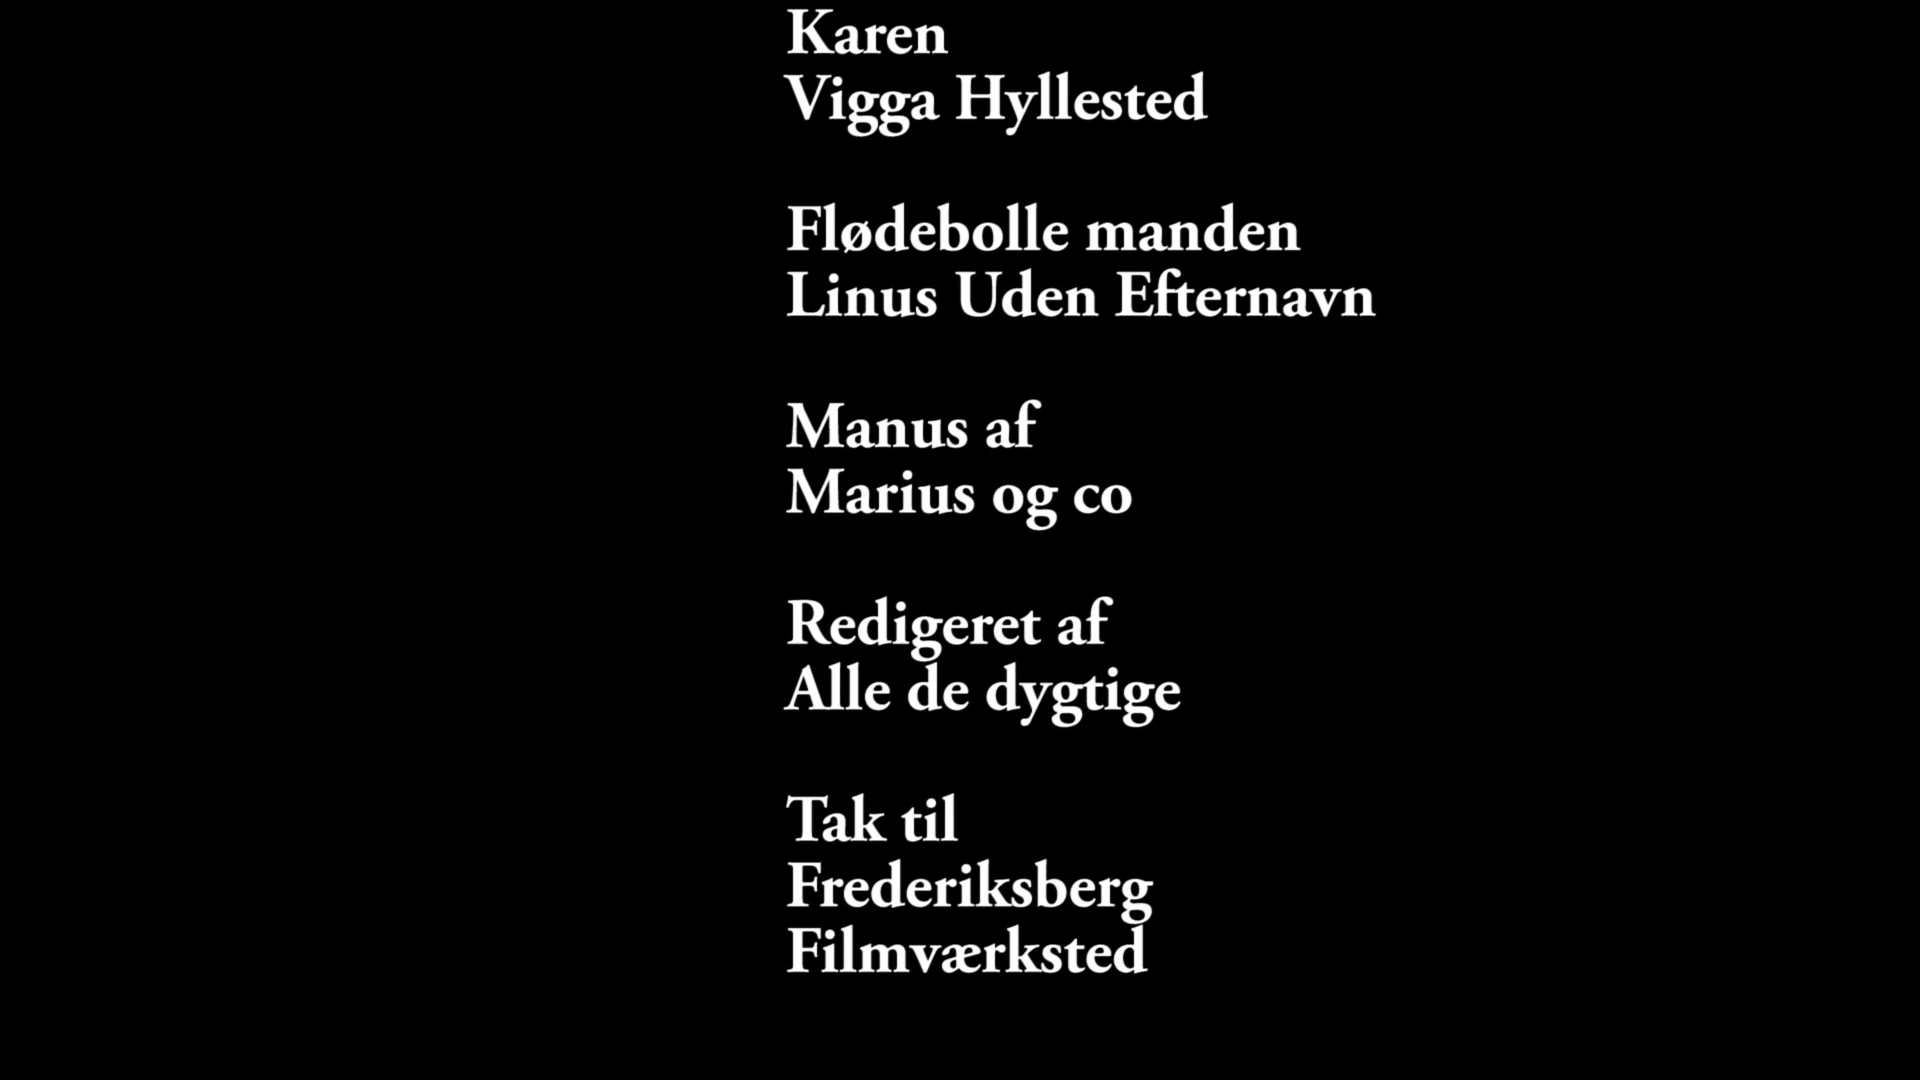 Karen
Vigga Hyllested
Flødebolle manden
Linus Uden Efternavn
Manus af
Marius og co
Redigeret af
Alle de dygtige
Tak til
Frederiksberg
Filmværksted